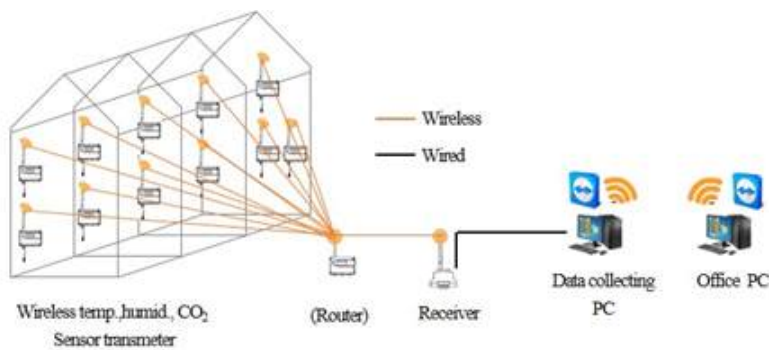 Wireless
Wired
Wireless temp.,humid., CO₂
Sensor transmeter
(Router)
Receiver
Data collecting
PC
Office PC